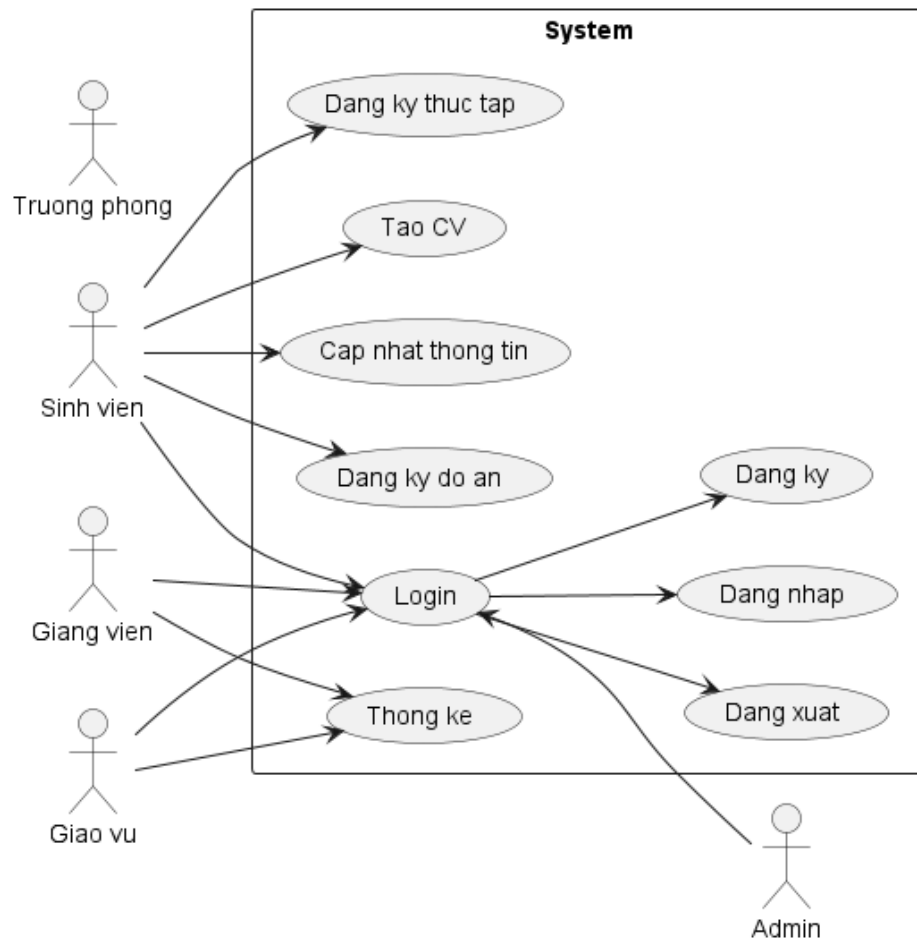 System
Dang ky thuc tap
Truong phong
Tao CV
Cap nhat thong tin
Sinh vien
Dang ky do an
Dang ky
Login
Dang nhap
Giang vien
Thong ke
Dang xuat
Giao vu
Admin